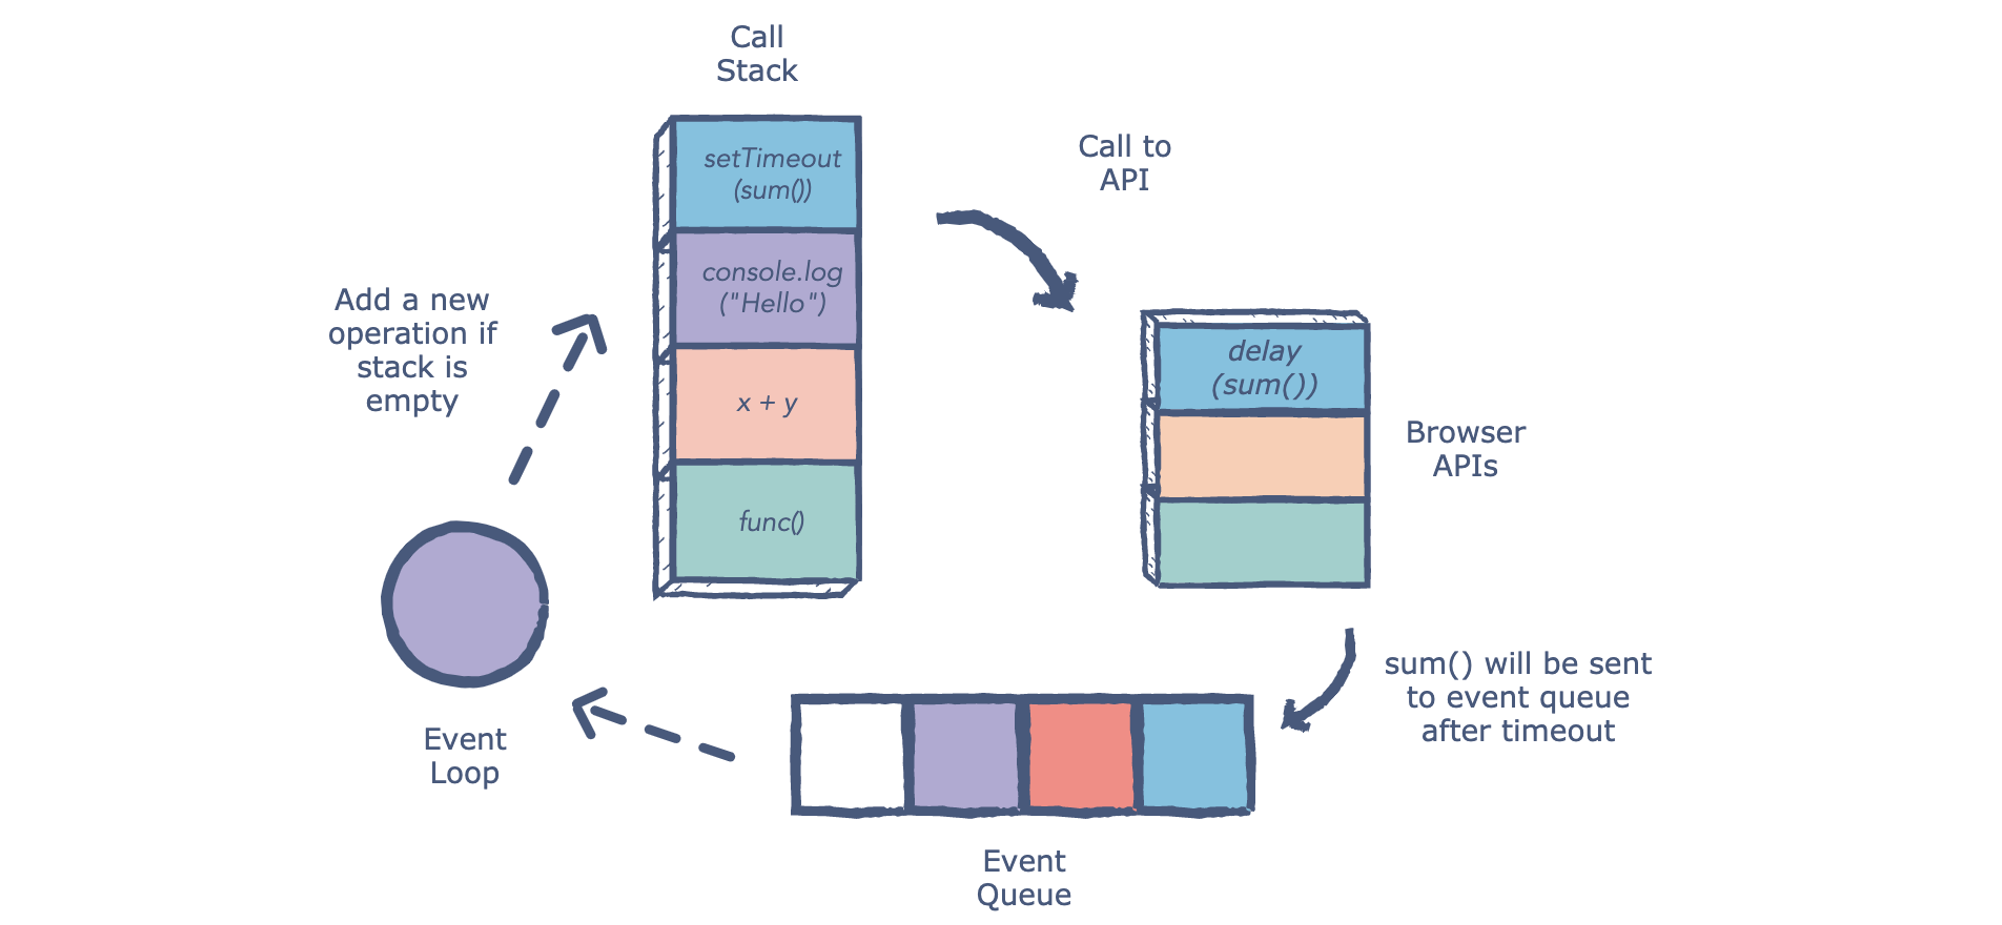 Call
Stack
setTimeout
(sum())
console.log
("Hello")
x + y
func()
Call to
API
delay
(sum())
Browser
APIs
sum() will be sent
to event queue
after timeout
Event
Queue
Event
Loop
Add a new
operation if
stack is
empty